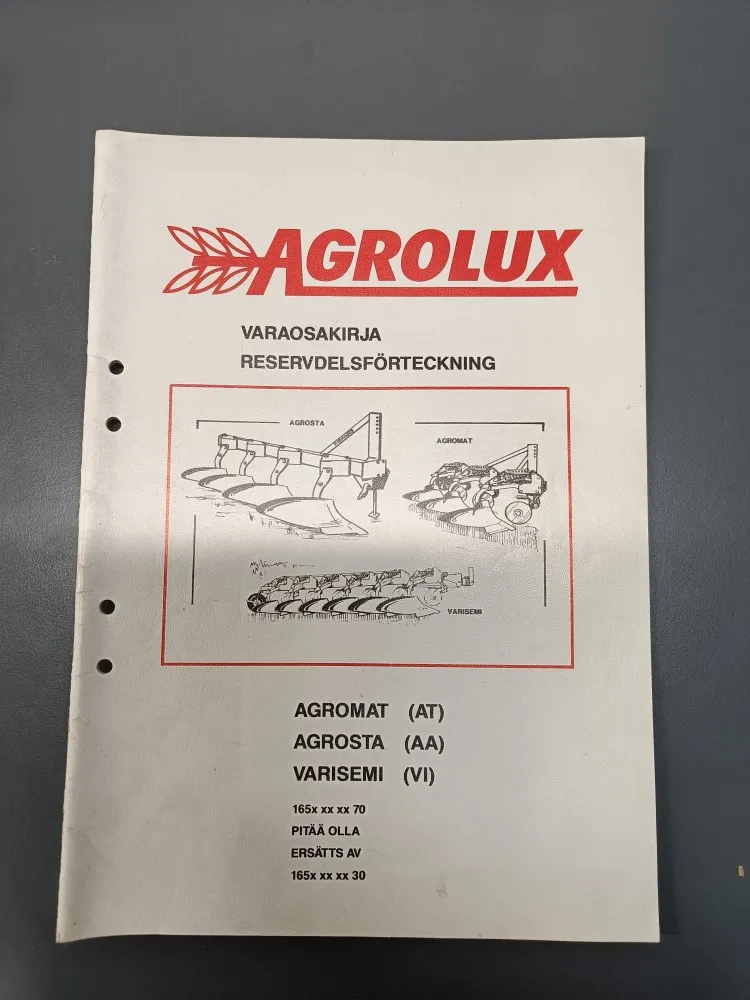 AGROLUX
VARAOSAKIRJA
RESERVDELSFÖRTECKNING
AGROSTA
AGROMAT
VARISEMI
AGROMAT (AT)
AGROSTA (AA)
VARISEMI (VI)
165x xx xx 70
PITÄÄ OLLA
ERSÄTTS AV
165x xx xx 30